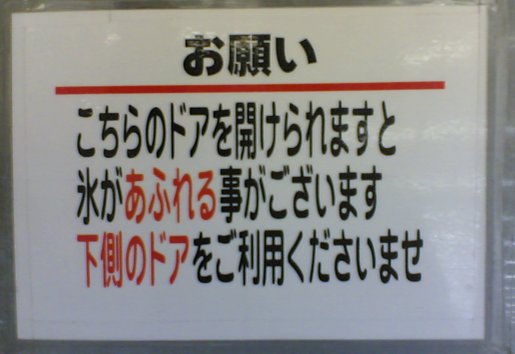 お願い
こちらのドアを開けられますと
氷があふれる事がございます
下側のドアをご利用くださいませ